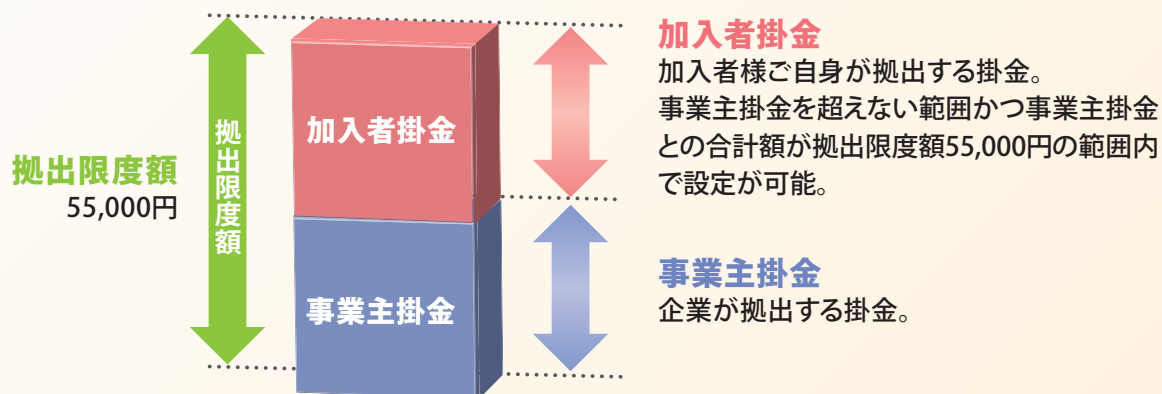 拠出限度額
55,000円
拠出限度額
加入者掛金
事業主掛金
加入者掛金
加入者様ご自身が拠出する掛金。
事業主掛金を超えない範囲かつ事業主掛金
との合計額が拠出限度額55,000円の範囲内
で設定が可能。
事業主掛金
企業が拠出する掛金。